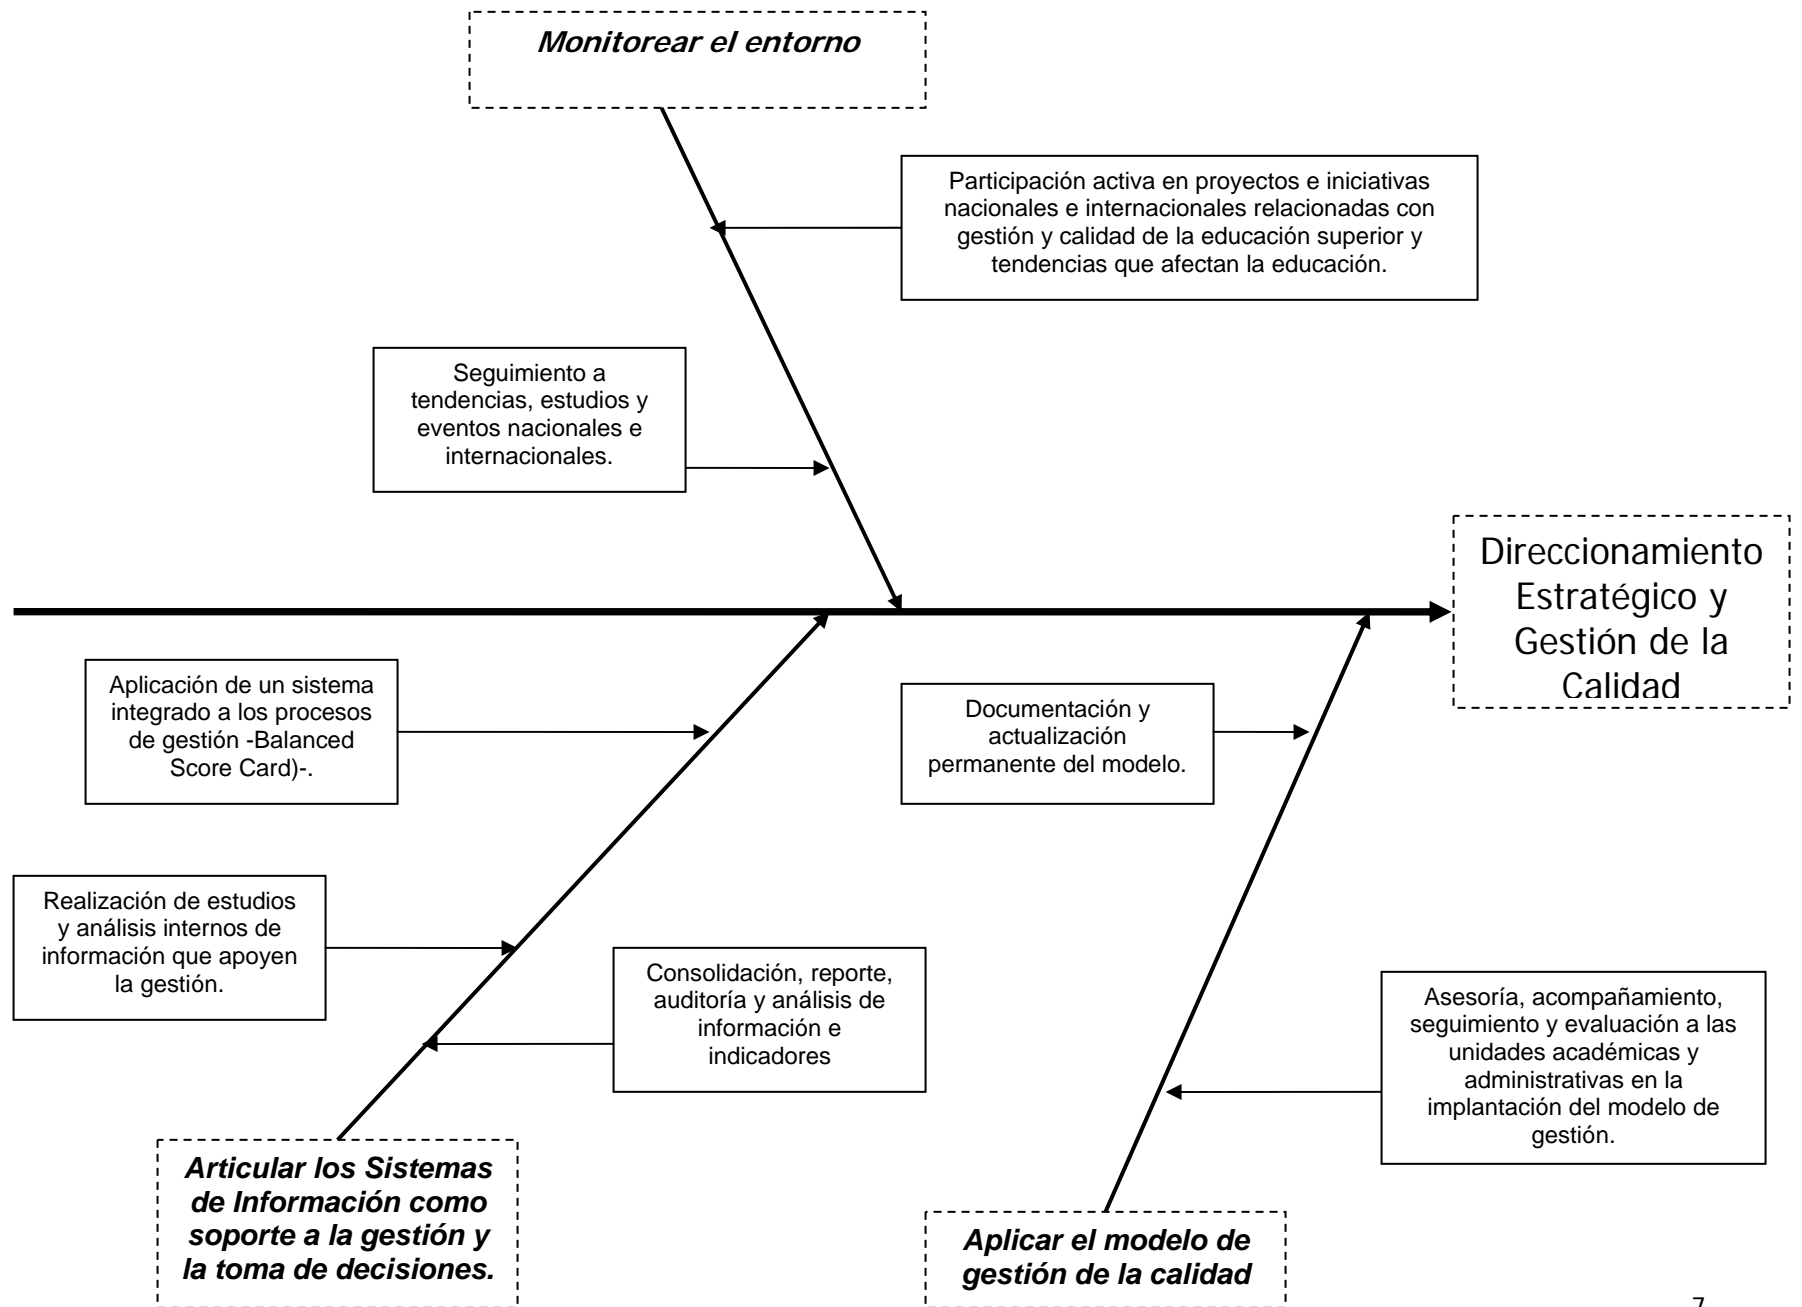 Monitorear el entorno
Participación activa en proyectos e iniciativas
nacionales e internacionales relacionadas con
gestión y calidad de la educación superior y
tendencias que afectan la educación.
Seguimiento a
tendencias, estudios y
eventos nacionales e
internacionales.
Direccionamiento
Estratégico y
Gestión de la
Calidad
Aplicación de un sistema
integrado a los procesos
de gestión -Balanced
Score Card)-.
Documentación y
actualización
permanente del modelo.
Realización de estudios
y análisis internos de
información que apoyen
la gestión.
Consolidación, reporte,
auditoría y análisis de
información e
indicadores
Asesoría, acompañamiento,
seguimiento y evaluación a las
unidades académicas y
administrativas en la
implantación del modelo de
gestión.
Articular los Sistemas
de Información como
soporte a la gestión y
la toma de decisiones.
Aplicar el modelo de
gestión de la calidad
7